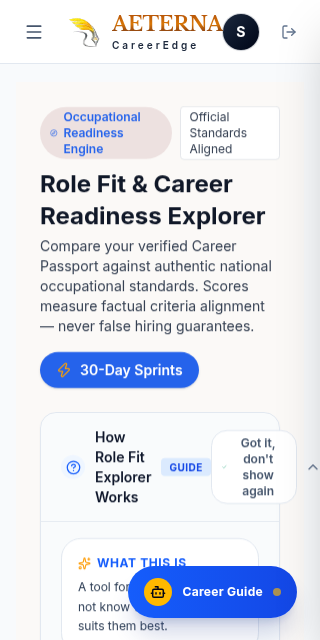 AETERNA
CareerEdge
S
Occupational
Readiness
Engine
Official
Standards
Aligned
Role Fit & Career
Readiness Explorer
Compare your verified Career
Passport against authentic national
occupational standards. Scores
measure factual criteria alignment
— never false hiring guarantees.
30-Day Sprints
How
Role Fit
Explorer
Works
GUIDE
Got it,
don't
show
again
WHAT THIS IS
A tool for
not know
suits them best.
Career Guide